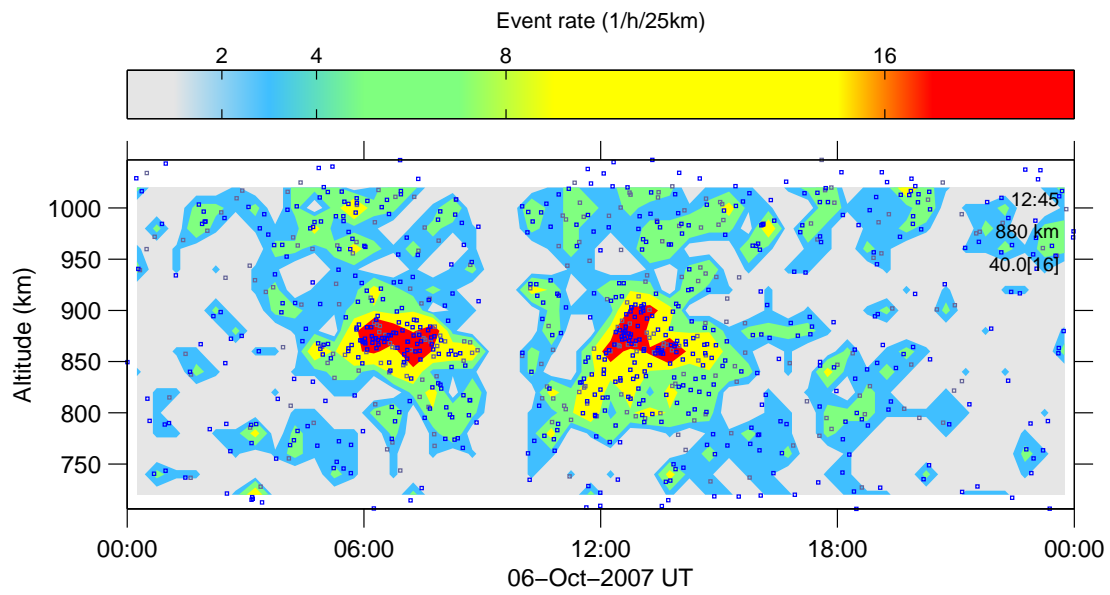 Event rate (1/h/25km)
2 4 8 16
Altitude (km)
1000
950
900
850
800
750
12:45
880 km
40.0[16]
00:00 06:00 12:00 18:00 00:00
06−Oct−2007 UT